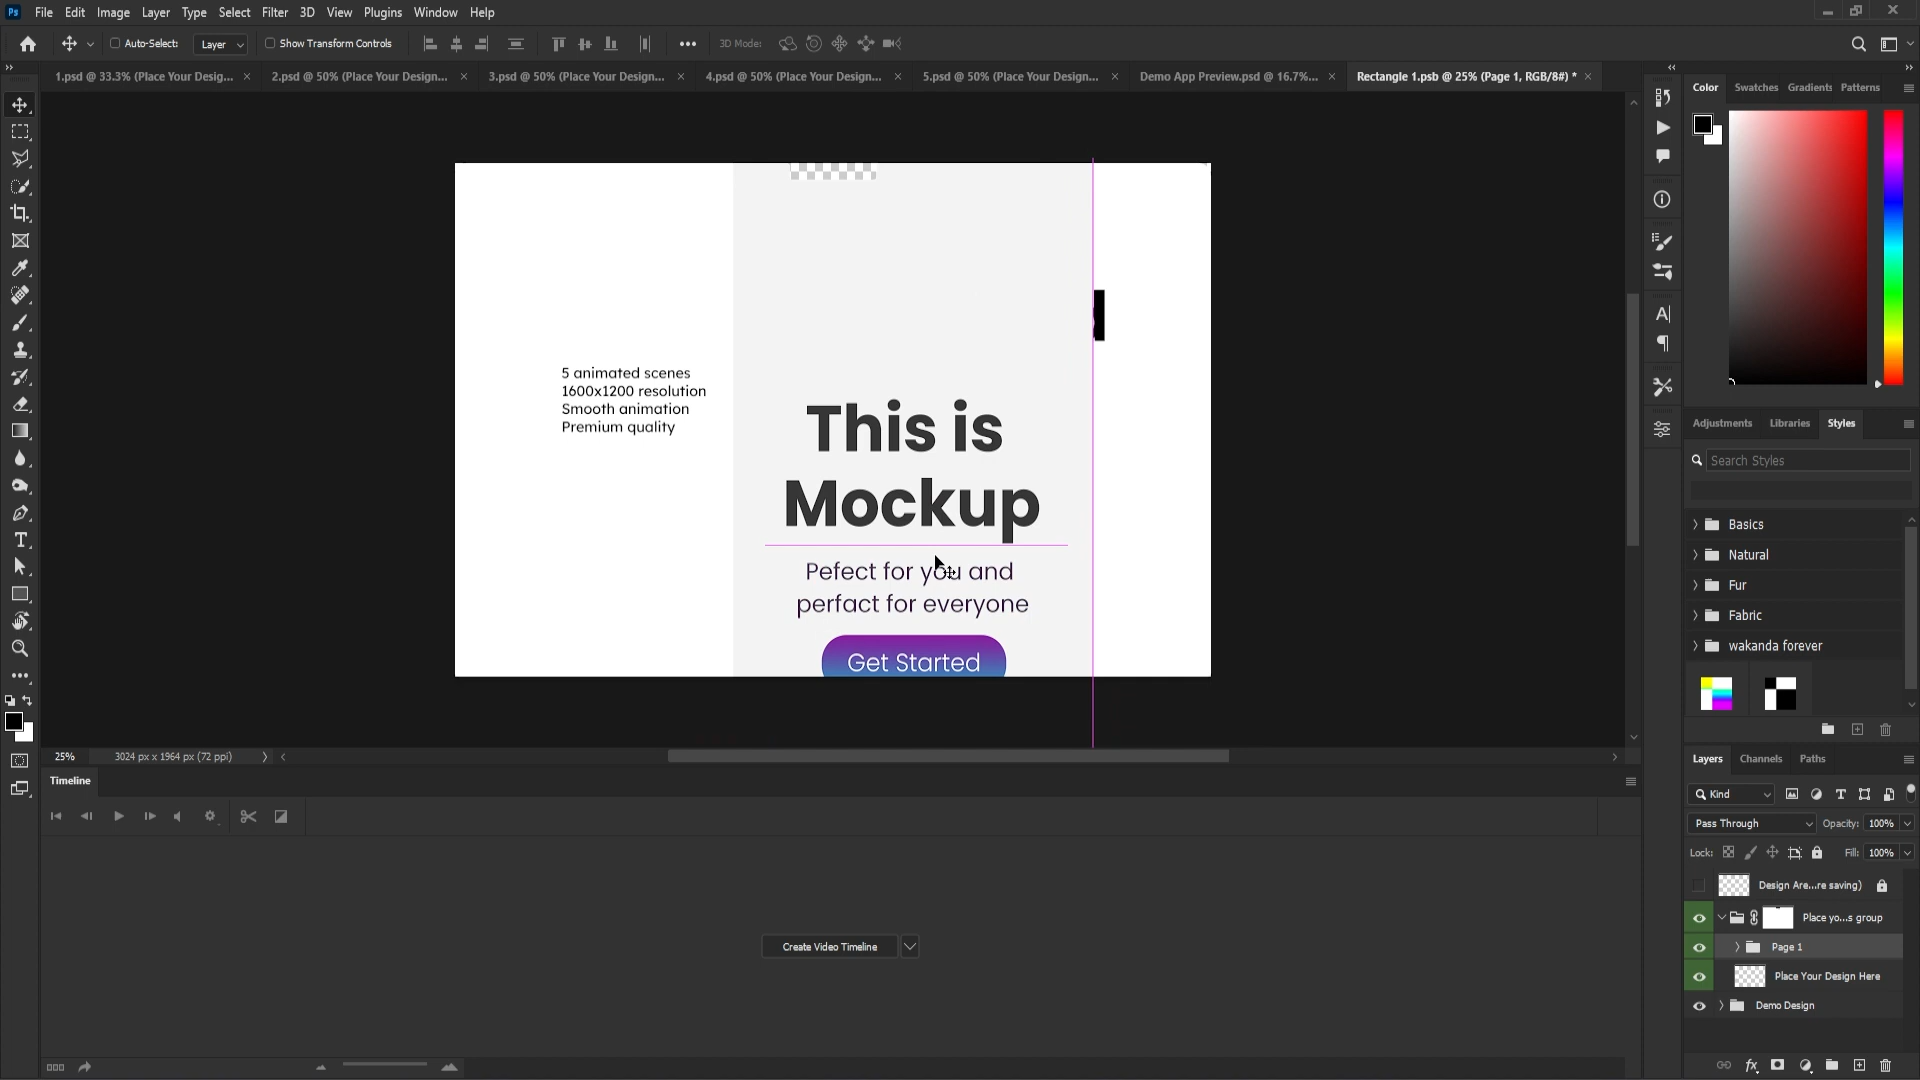 File Edit Image Layer Type Select Filter 3D View Plugins Window Help
Auto-Select: Layer Show Transform Controls 3D Mode:
1.psd @ 33.3% (Place Your Desig... 2.psd @ 50% (Place Your Design... 3.psd @ 50% (Place Your Design... 4.psd @ 50% (Place Your Design... 5.psd @ 50% (Place Your Design... Demo App Preview.psd @ 16.7%... Rectangle 1.psb @ 25% (Page 1, RGB/8#) *
Color Swatches Gradients Patterns
5 animated scenes
1600x1200 resolution
Smooth animation
Premium quality
This is
Mockup
Pefect for you and
perfact for everyone
Get Started
Adjustments Libraries Styles
Search Styles
Basics
Natural
Fur
Fabric
wakanda forever
25% 3024 px x 1964 px (72 ppi)
Timeline
Create Video Timeline
Layers Channels Paths
Kind
Pass Through Opacity: 100%
Lock: Fill: 100%
Design Are...re saving)
Place yo...s group
Page 1
Place Your Design Here
Demo Design